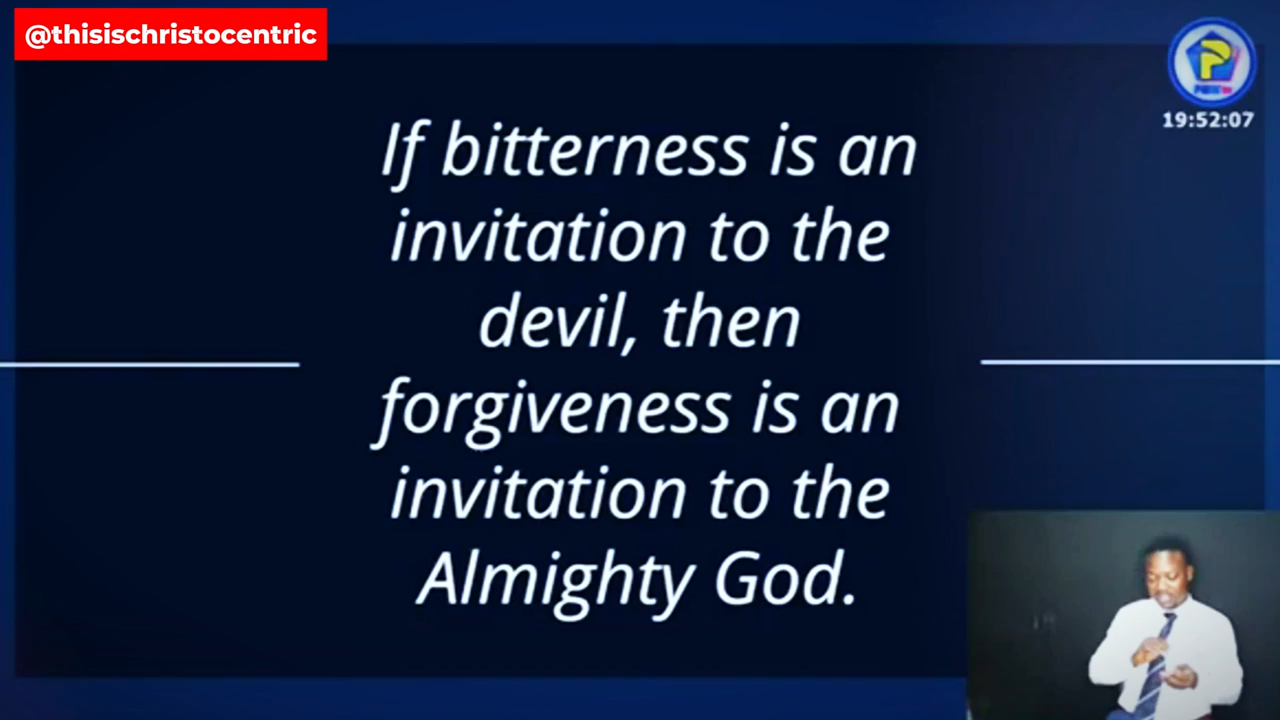 @thisischristocentric
19:52:07
If bitterness is an
invitation to the
devil, then
forgiveness is an
invitation to the
Almighty God.